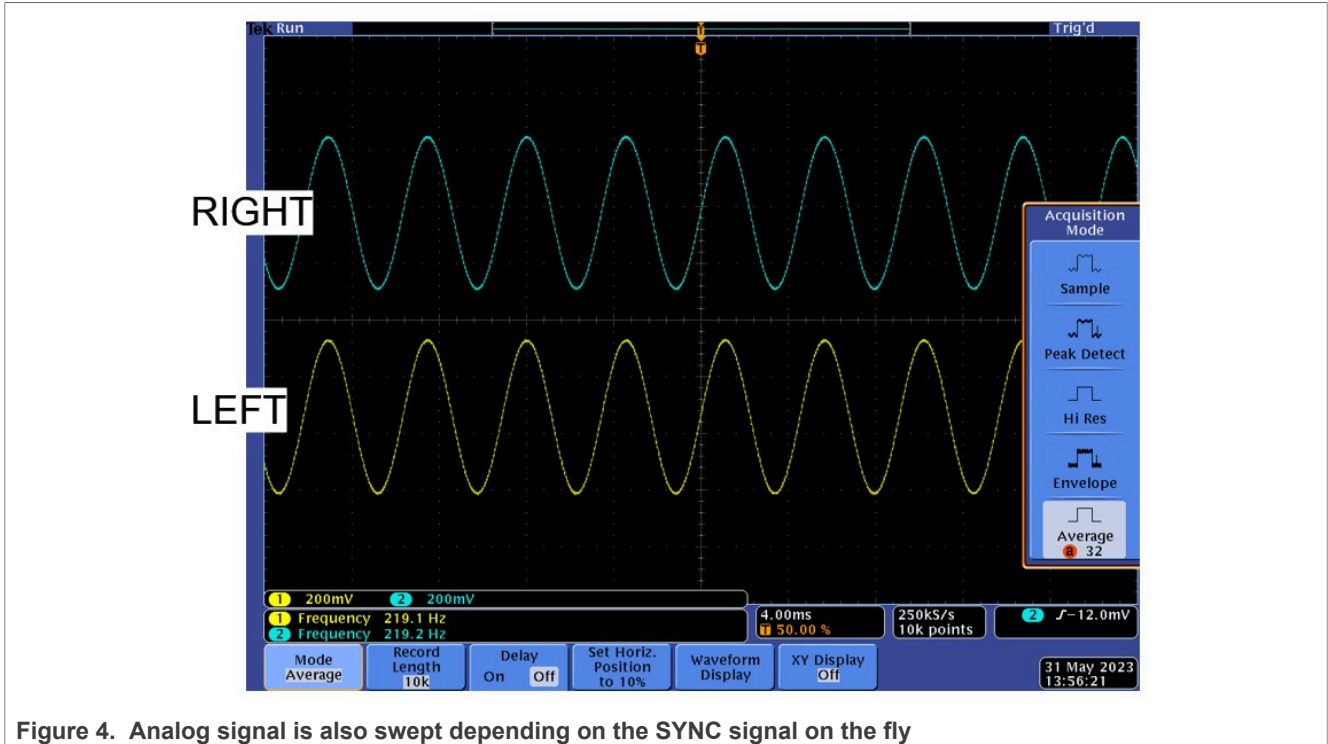 Tek Run
Trig'd
T
T
RIGHT
Acquisition
Mode
Sample
Peak Detect
LEFT
Hi Res
Envelope
Average
a 32
1 200mV 2 200mV
1 Frequency 219.1 Hz
2 Frequency 219.2 Hz
4.00ms
T 50.00 %
250kS/s
10k points
2 -12.0mV
Mode
Average
Record
Length
10k
Delay
On Off
Set Horiz.
Position
to 10%
Waveform
Display
XY Display
Off
31 May 2023
13:56:21
Figure 4. Analog signal is also swept depending on the SYNC signal on the fly